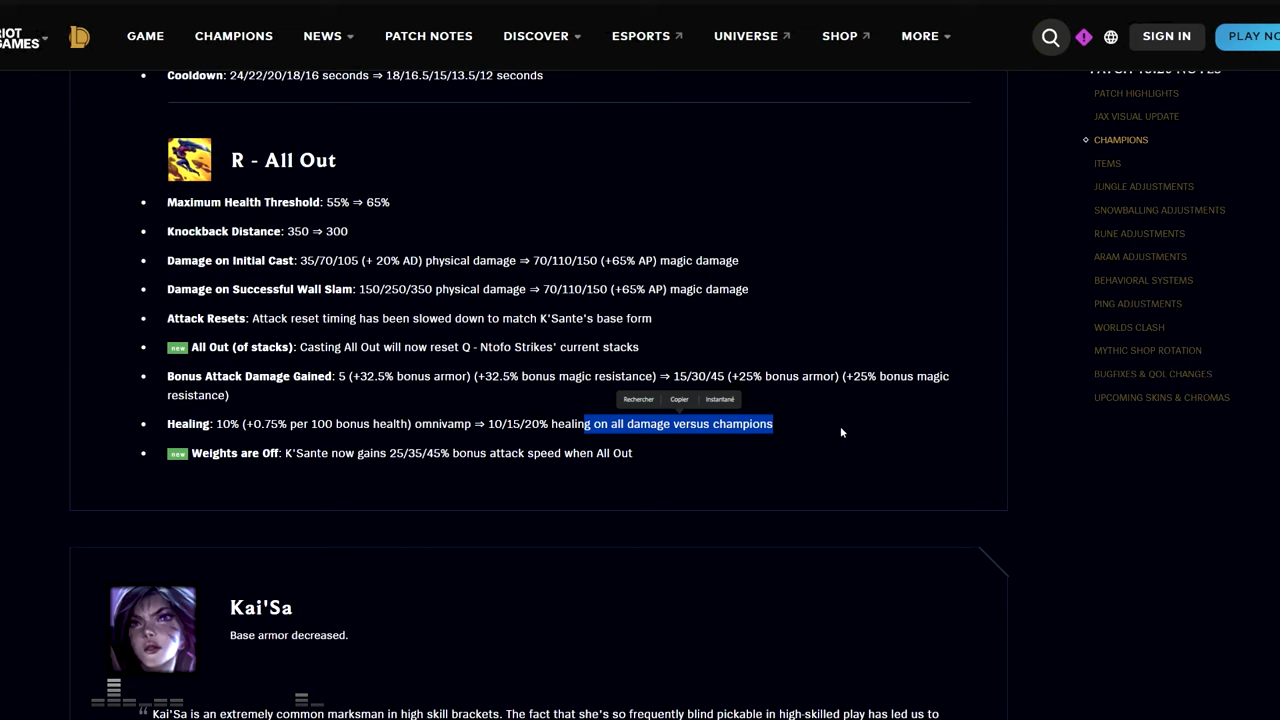 RIOT
GAMES
GAME
CHAMPIONS
NEWS
PATCH NOTES
DISCOVER
ESPORTS
UNIVERSE
SHOP
MORE
SIGN IN
PLAY NO
Cooldown: 24/22/20/18/16 seconds ⇒ 18/16.5/15/13.5/12 seconds
R - All Out
Maximum Health Threshold: 55% ⇒ 65%
Knockback Distance: 350 ⇒ 300
Damage on Initial Cast: 35/70/105 (+ 20% AD) physical damage ⇒ 70/110/150 (+65% AP) magic damage
Damage on Successful Wall Slam: 150/250/350 physical damage ⇒ 70/110/150 (+65% AP) magic damage
Attack Resets: Attack reset timing has been slowed down to match K'Sante's base form
new All Out (of stacks): Casting All Out will now reset Q - Ntofo Strikes' current stacks
Bonus Attack Damage Gained: 5 (+32.5% bonus armor) (+32.5% bonus magic resistance) ⇒ 15/30/45 (+25% bonus armor) (+25% bonus magic
resistance)
Rechercher
Copier
Instantané
Healing: 10% (+0.75% per 100 bonus health) omnivamp ⇒ 10/15/20% healing on all damage versus champions
new Weights are Off: K'Sante now gains 25/35/45% bonus attack speed when All Out
Kai'Sa
Base armor decreased.
Kai'Sa is an extremely common marksman in high skill brackets. The fact that she's so frequently blind pickable in high-skilled play has led us to
PATCH HIGHLIGHTS
JAX VISUAL UPDATE
CHAMPIONS
ITEMS
JUNGLE ADJUSTMENTS
SNOWBALLING ADJUSTMENTS
RUNE ADJUSTMENTS
ARAM ADJUSTMENTS
BEHAVIORAL SYSTEMS
PING ADJUSTMENTS
WORLDS CLASH
MYTHIC SHOP ROTATION
BUGFIXES & QOL CHANGES
UPCOMING SKINS & CHROMAS